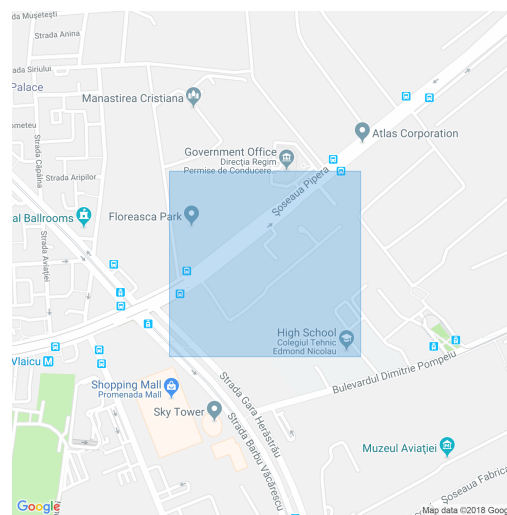 da Mușetești
Strada Anina
ada Siriului
Palace
Manastirea Cristiana
ometeu
Atlas Corporation
Government Office
Direcția Regim
Permise de Conducere...
Strada Căpâlna
Strada Aripilor
Șoseaua Pipera
al Ballrooms
Floreasca Park
Strada Aviației
High School
Colegiul Tehnic
Edmond Nicolau
Vlaicu M
Bulevardul Dimitrie Pompeiu
Shopping Mall
Promenada Mall
Sky Tower
Strada Gara Herăstrău
Strada Barbu Văcărescu
Muzeul Aviației
Șoseaua Fabrica
Google
Map data ©2018 Goog